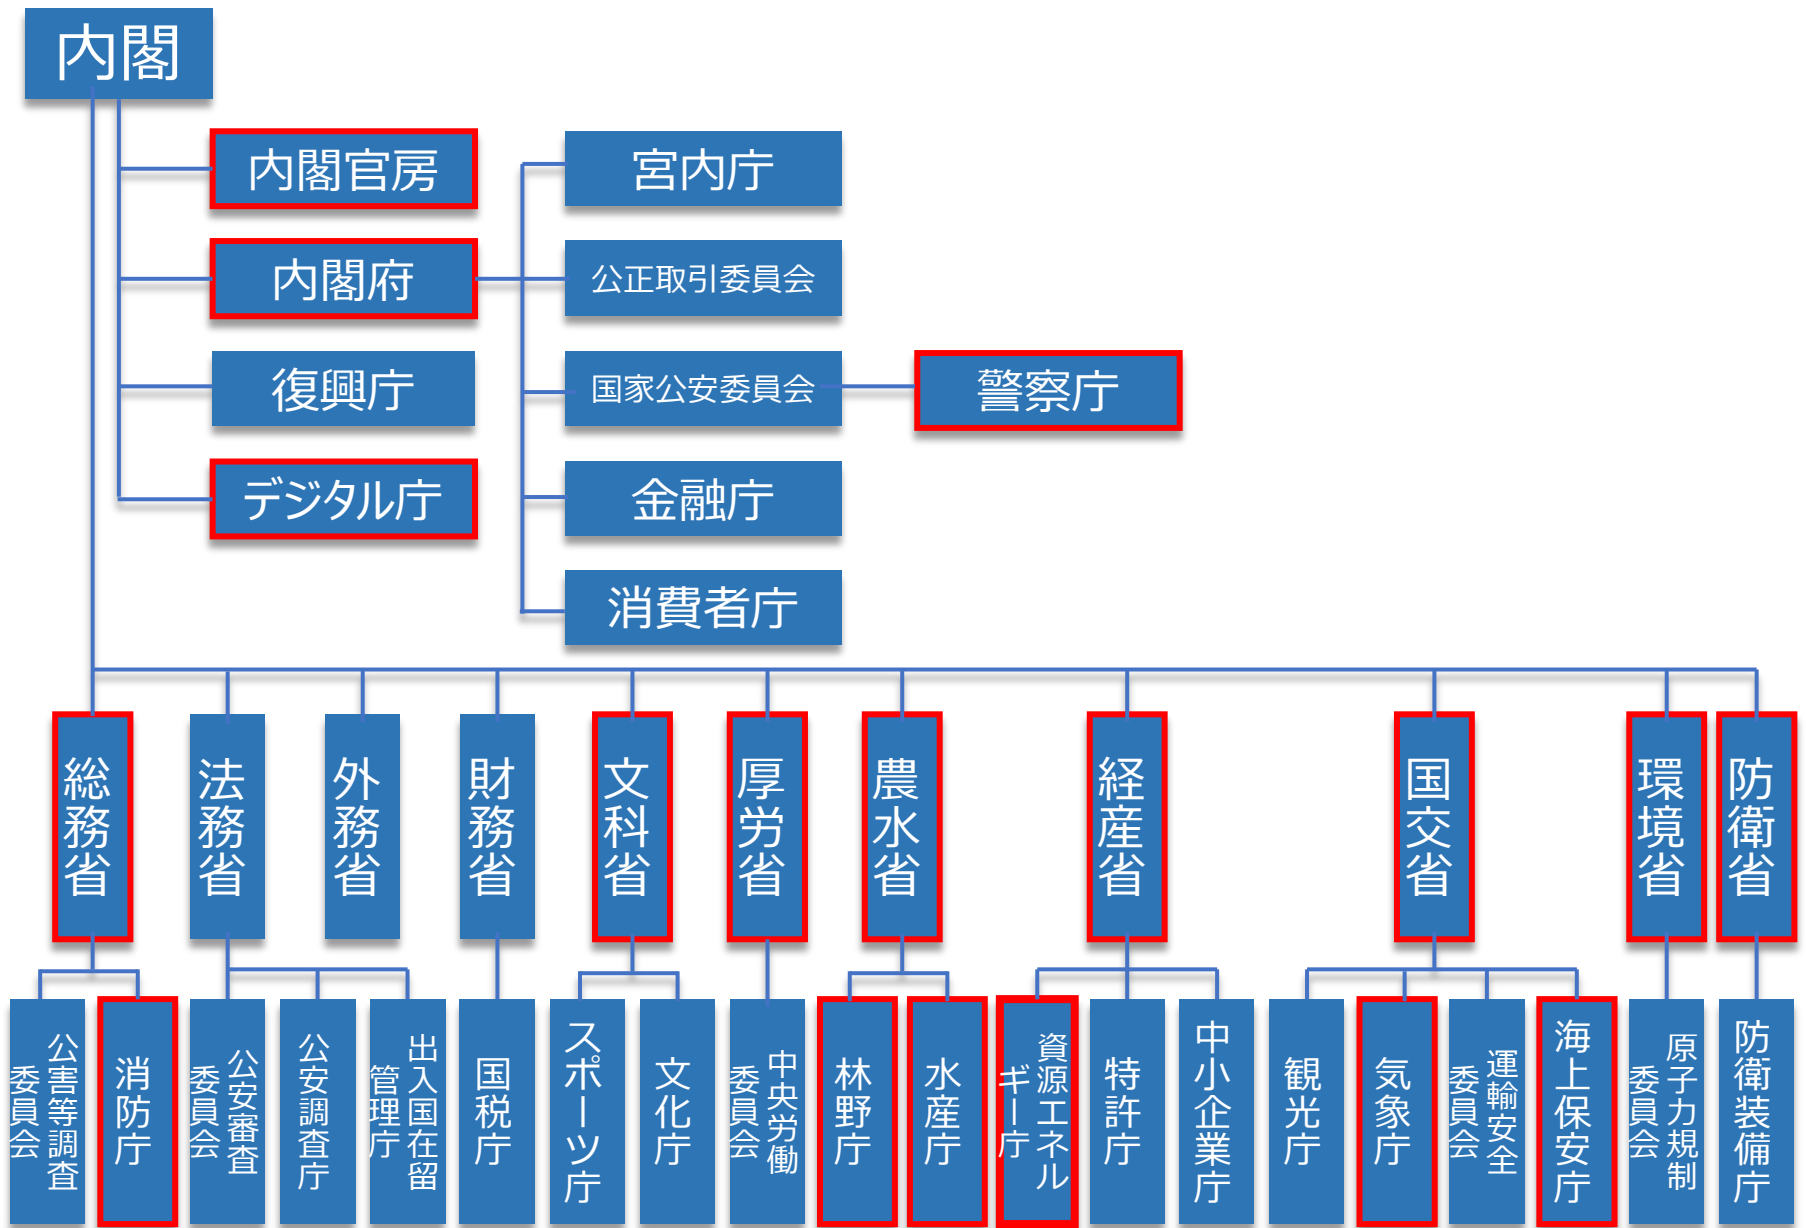 内閣
内閣官房
宮内庁
内閣府
公正取引委員会
復興庁
国家公安委員会
警察庁
デジタル庁
金融庁
消費者庁
総務省
法務省
外務省
財務省
文科省
厚労省
農水省
経産省
国交省
環境省
防衛省
公害等調査
委員会
消防庁
公安審査
委員会
公安調査庁
出入国在留
管理庁
国税庁
スポーツ庁
文化庁
中央労働
委員会
林野庁
水産庁
資源エネル
ギー庁
特許庁
中小企業庁
観光庁
気象庁
運輸安全
委員会
海上保安庁
原子力規制
委員会
防衛装備庁